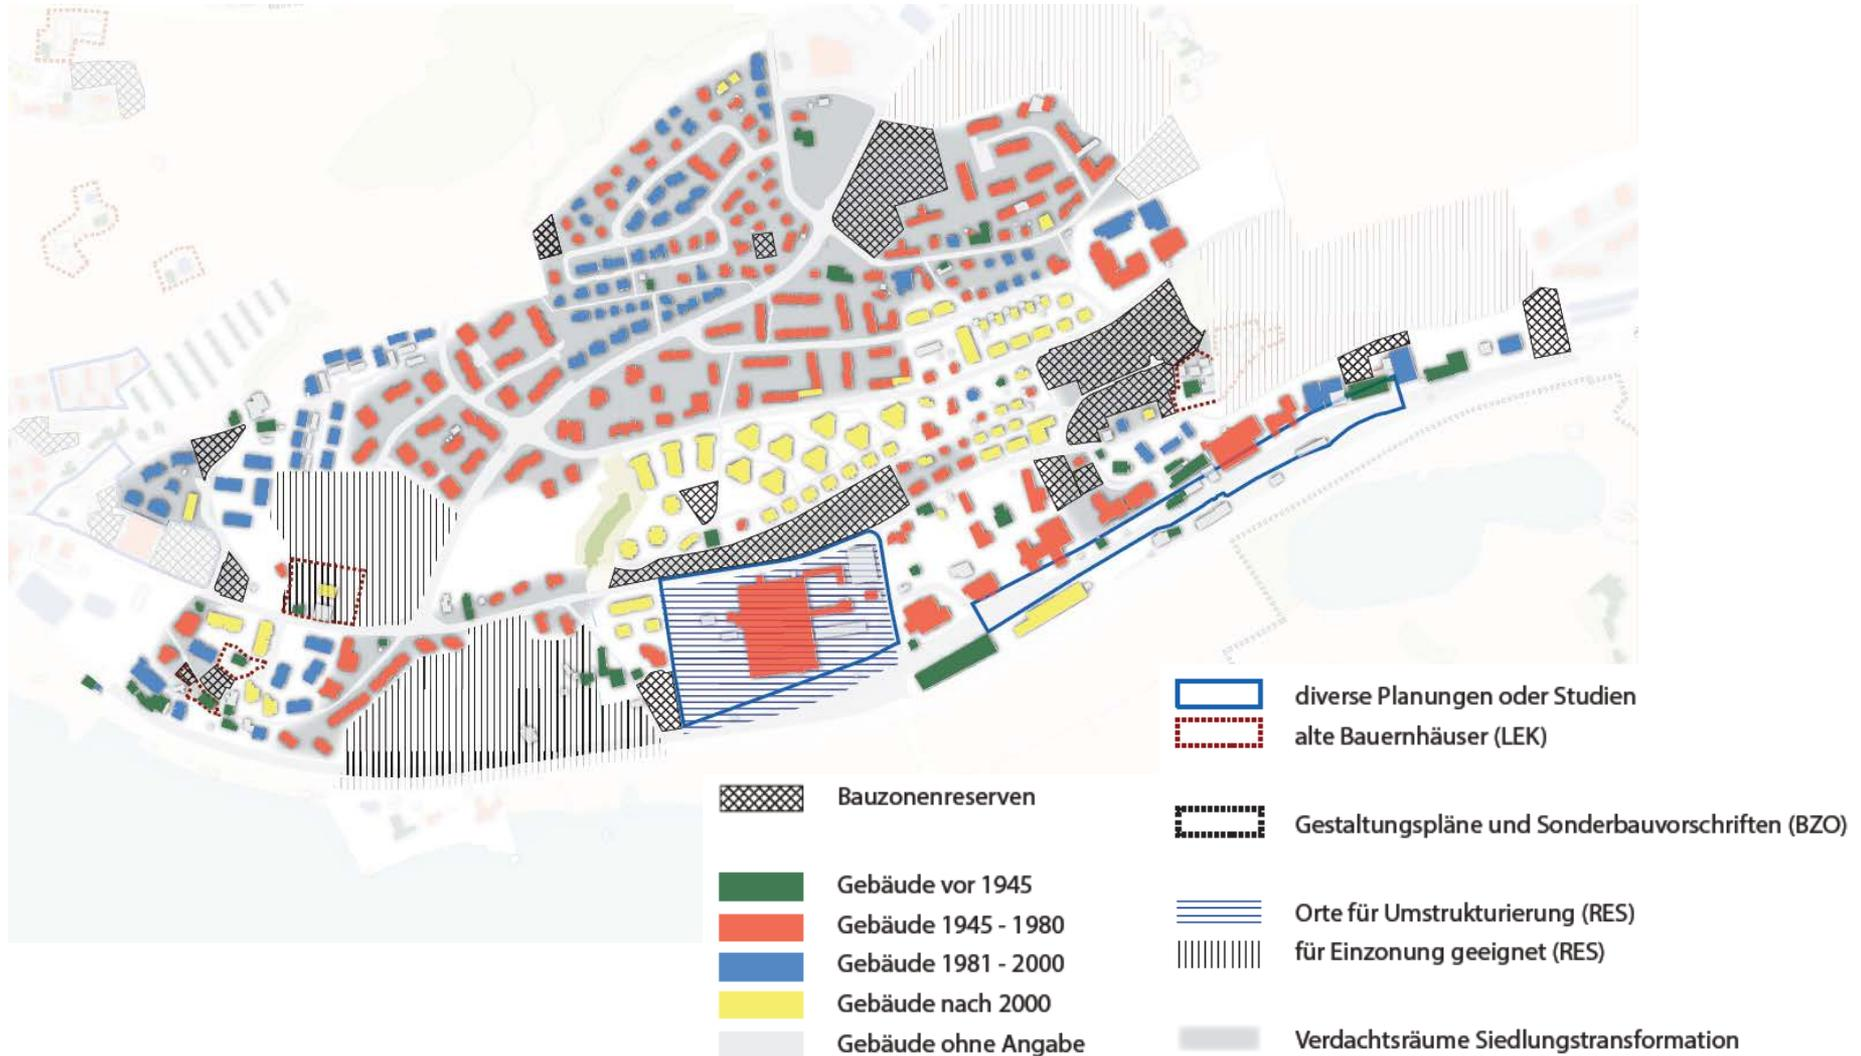 diverse Planungen oder Studien
alte Bauernhäuser (LEK)
Bauzonenreserven
Gestaltungspläne und Sonderbauvorschriften (BZO)
Gebäude vor 1945
Gebäude 1945 - 1980
Gebäude 1981 - 2000
Gebäude nach 2000
Gebäude ohne Angabe
Orte für Umstrukturierung (RES)
für Einzonung geeignet (RES)
Verdachtsräume Siedlungstransformation